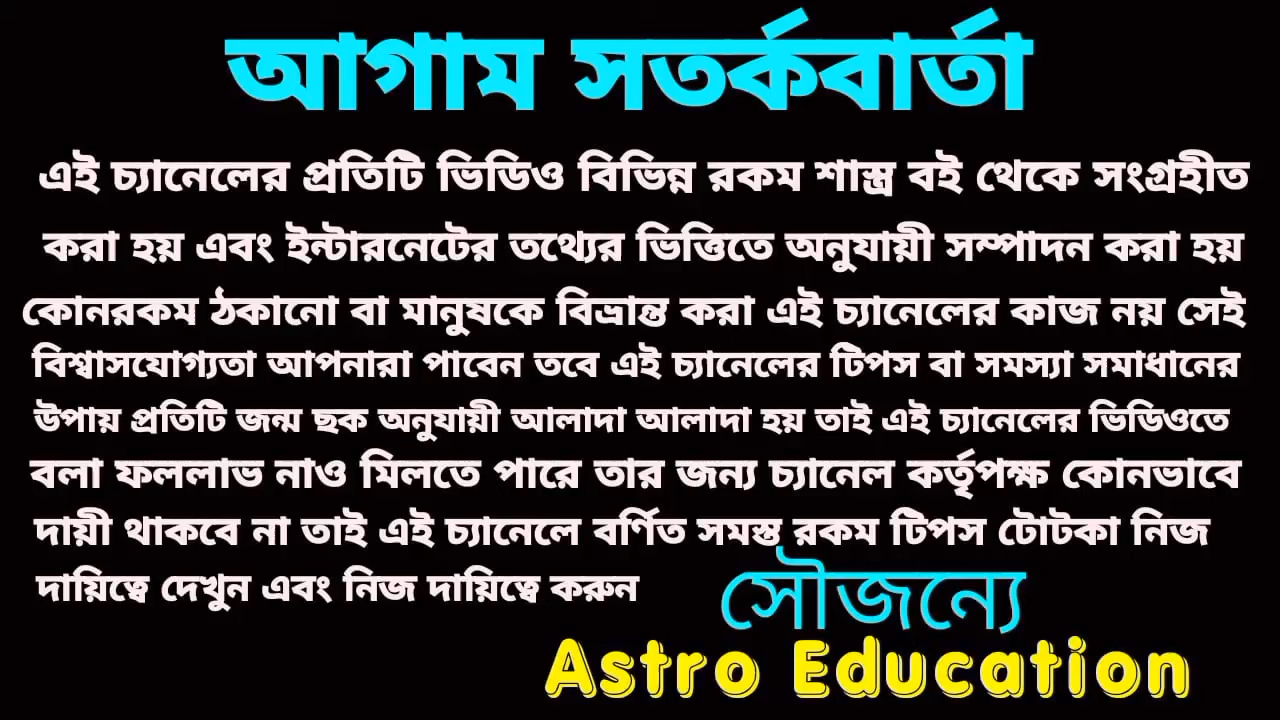 আগাম সতর্কবার্তা
এই চ্যানেলের প্রতিটি ভিডিও বিভিন্ন রকম শাস্ত্র বই থেকে সংগ্রহীত
করা হয় এবং ইন্টারনেটের তথ্যের ভিত্তিতে অনুযায়ী সম্পাদন করা হয়
কোনরকম ঠকানো বা মানুষকে বিভ্রান্ত করা এই চ্যানেলের কাজ নয় সেই
বিশ্বাসযোগ্যতা আপনারা পাবেন তবে এই চ্যানেলের টিপস বা সমস্যা সমাধানের
উপায় প্রতিটি জন্ম ছক অনুযায়ী আলাদা আলাদা হয় তাই এই চ্যানেলের ভিডিওতে
বলা ফললাভ নাও মিলতে পারে তার জন্য চ্যানেল কর্তৃপক্ষ কোনভাবে
দায়ী থাকবে না তাই এই চ্যানেলে বর্ণিত সমস্ত রকম টিপস টোটকা নিজ
দায়িত্বে দেখুন এবং নিজ দায়িত্বে করুন
সৌজন্যে
Astro Education